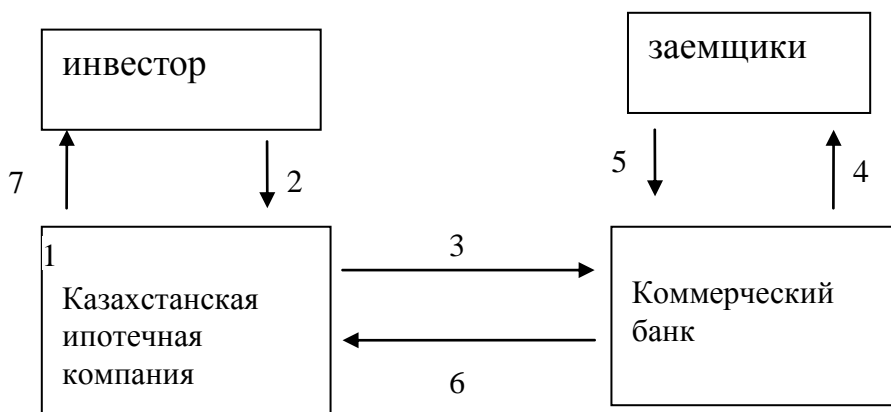 инвестор
заемщики
7
2
5
4
1
3
Казахстанская
ипотечная
компания
Коммерческий
банк
6